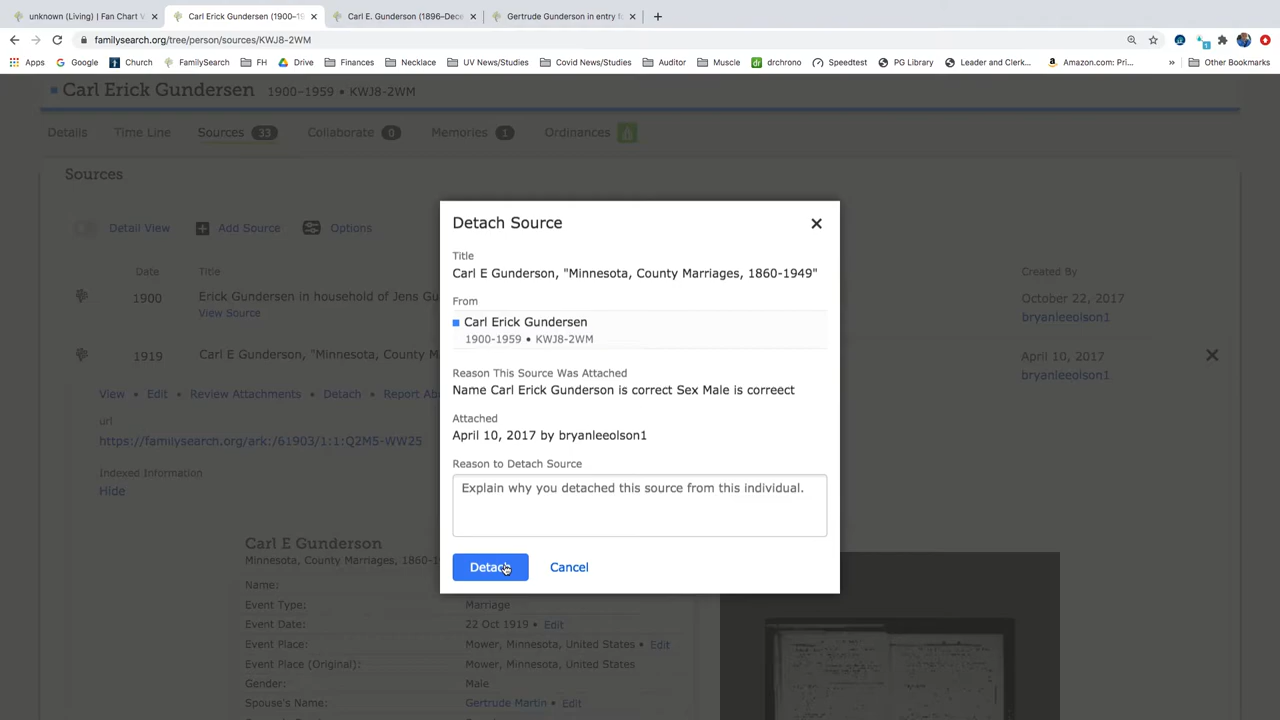 unknown (Living) | Fan Chart V
Carl Erick Gundersen (1900–19
Carl E. Gunderson (1896–Dece
Gertrude Gunderson in entry fo
familysearch.org/tree/person/sources/KWJ8-2WM
Apps Google Church FamilySearch FH Drive Finances Necklace UV News/Studies Covid News/Studies Auditor Muscle drchrono Speedtest PG Library Leader and Clerk... Amazon.com: Pri... » Other Bookmarks
Carl Erick Gundersen 1900–1959 • KWJ8-2WM
Details Time Line Sources 33 Collaborate 0 Memories 1 Ordinances
Sources
Detail View Add Source Options
Date Title Created By
1900 Erick Gundersen in household of Jens Gu October 22, 2017
View Source bryanleeolson1
1919 Carl E Gunderson, "Minnesota, County M April 10, 2017
bryanleeolson1
View • Edit • Review Attachments • Detach • Report Ab
url
https://familysearch.org/ark:/61903/1:1:Q2M5-WW25
Indexed Information
Hide
Carl E Gunderson
Minnesota, County Marriages, 1860-1
Name:
Event Type: Marriage
Event Date: 22 Oct 1919 • Edit
Event Place: Mower, Minnesota, United States • Edit
Event Place (Original): Mower, Minnesota, United States
Gender: Male
Spouse's Name: Gertrude Martin • Edit
Detach Source
Title
Carl E Gunderson, "Minnesota, County Marriages, 1860-1949"
From
Carl Erick Gundersen
1900-1959 • KWJ8-2WM
Reason This Source Was Attached
Name Carl Erick Gunderson is correct Sex Male is correect
Attached
April 10, 2017 by bryanleeolson1
Reason to Detach Source
Explain why you detached this source from this individual.
Detach Cancel